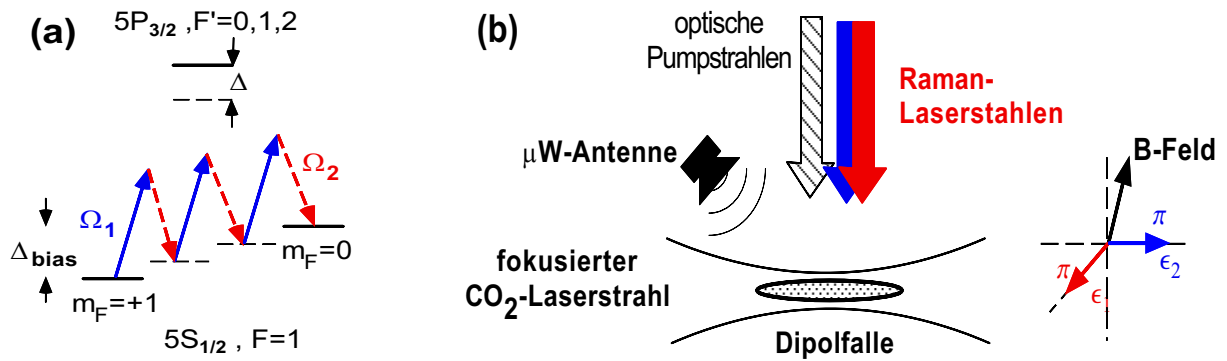 (a)
5P3/2 ,F'=0,1,2
Δ
Ω1
Ω2
Δbias
mF=+1
mF=0
5S1/2 , F=1
(b)
optische
Pumpstrahlen
Raman-
Laserstahlen
μW-Antenne
fokusierter
CO2-Laserstrahl
Dipolfalle
B-Feld
π
ϵ2
π
ϵ1